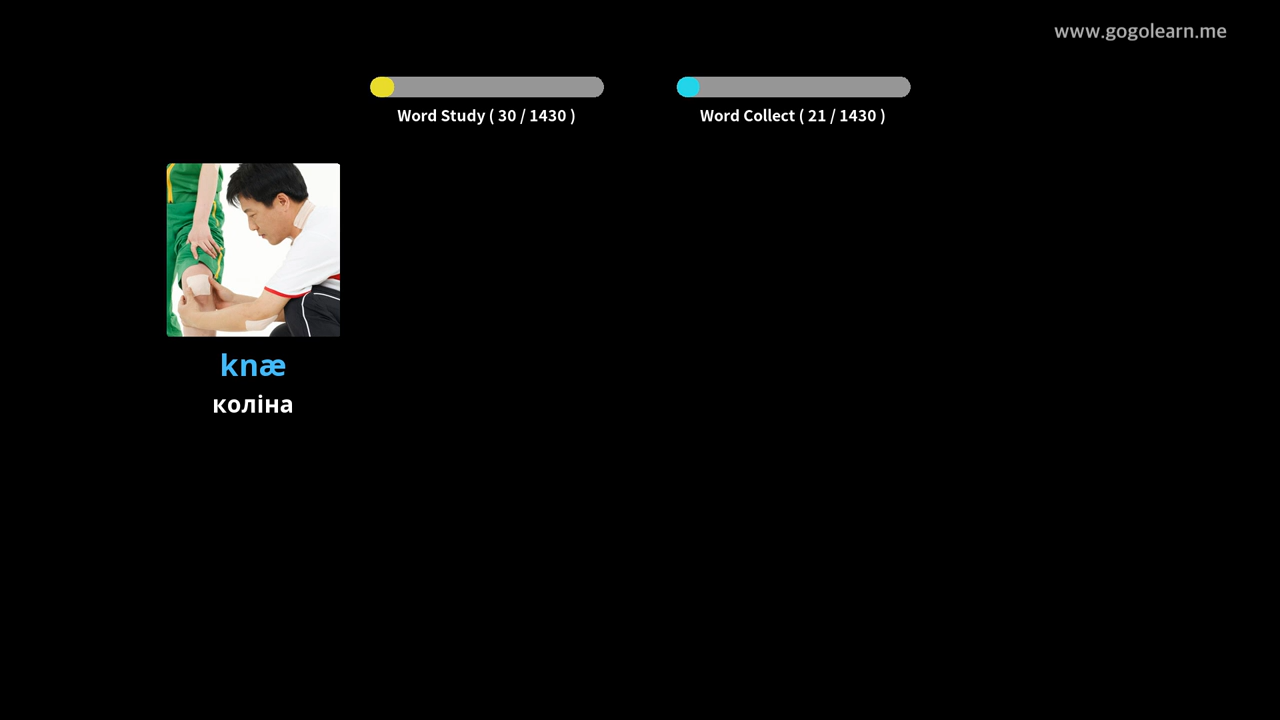 www.gogolearn.me
Word Study ( 30 / 1430 )
Word Collect ( 21 / 1430 )
knæ
коліна